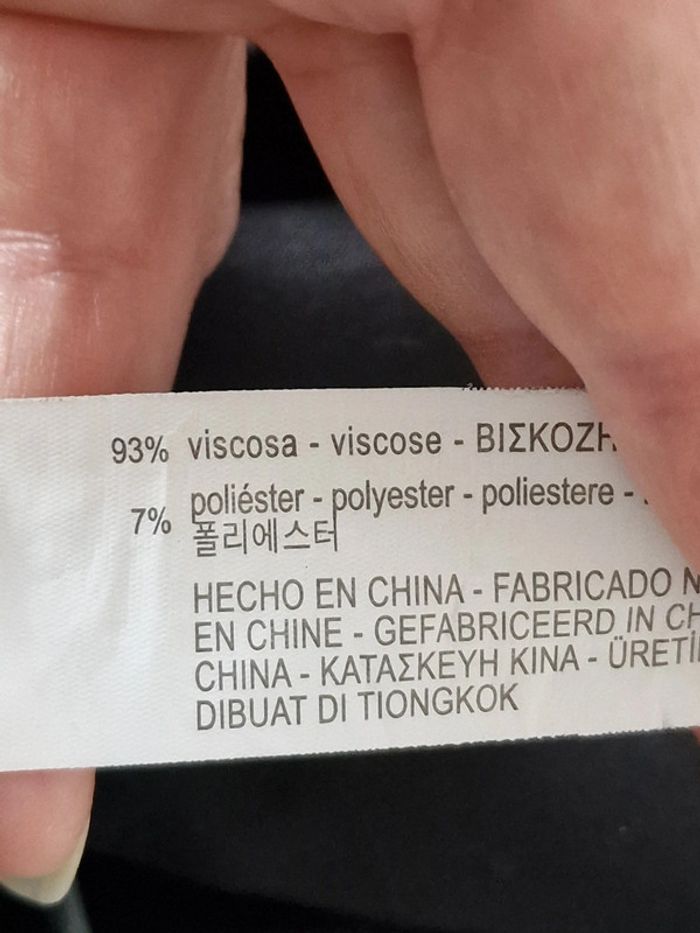 93% viscosa - viscose - ΒΙΣΚΟΖΗ
7% poliéster - polyester - poliestere -
폴리에스터
HECHO EN CHINA - FABRICADO
EN CHINE - GEFABRICEERD IN
CHINA - ΚΑΤΑΣΚΕΥΗ ΚΙΝΑ -
DIBUAT DI TIONGKOK